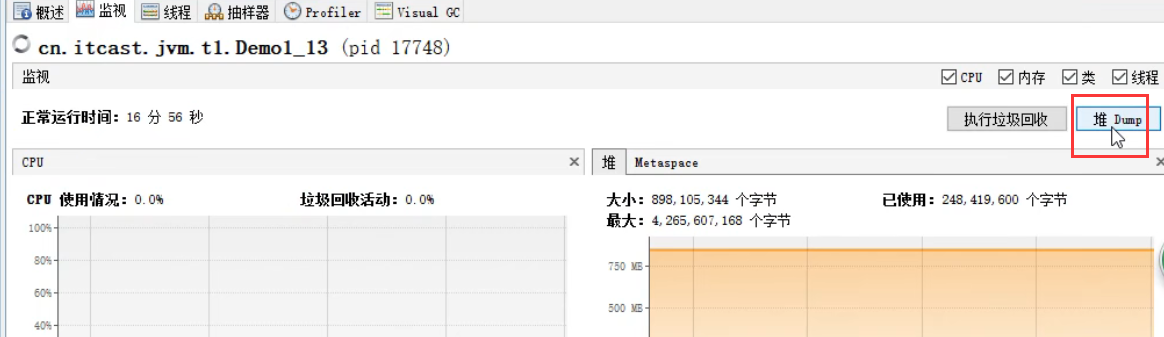 概述 监视 线程 抽样器 Profiler Visual GC
cn.itcast.jvm.t1.Demo1_13 (pid 17748)
监视 CPU 内存 类 线程
正常运行时间: 16 分 56 秒 执行垃圾回收 堆 Dump
CPU × 堆 Metaspace ×
CPU 使用情况: 0.0% 垃圾回收活动: 0.0% 大小: 898,105,344 个字节 已使用: 248,419,600 个字节
最大: 4,265,607,168 个字节
100%
80% 750 MB
60% 500 MB
40%